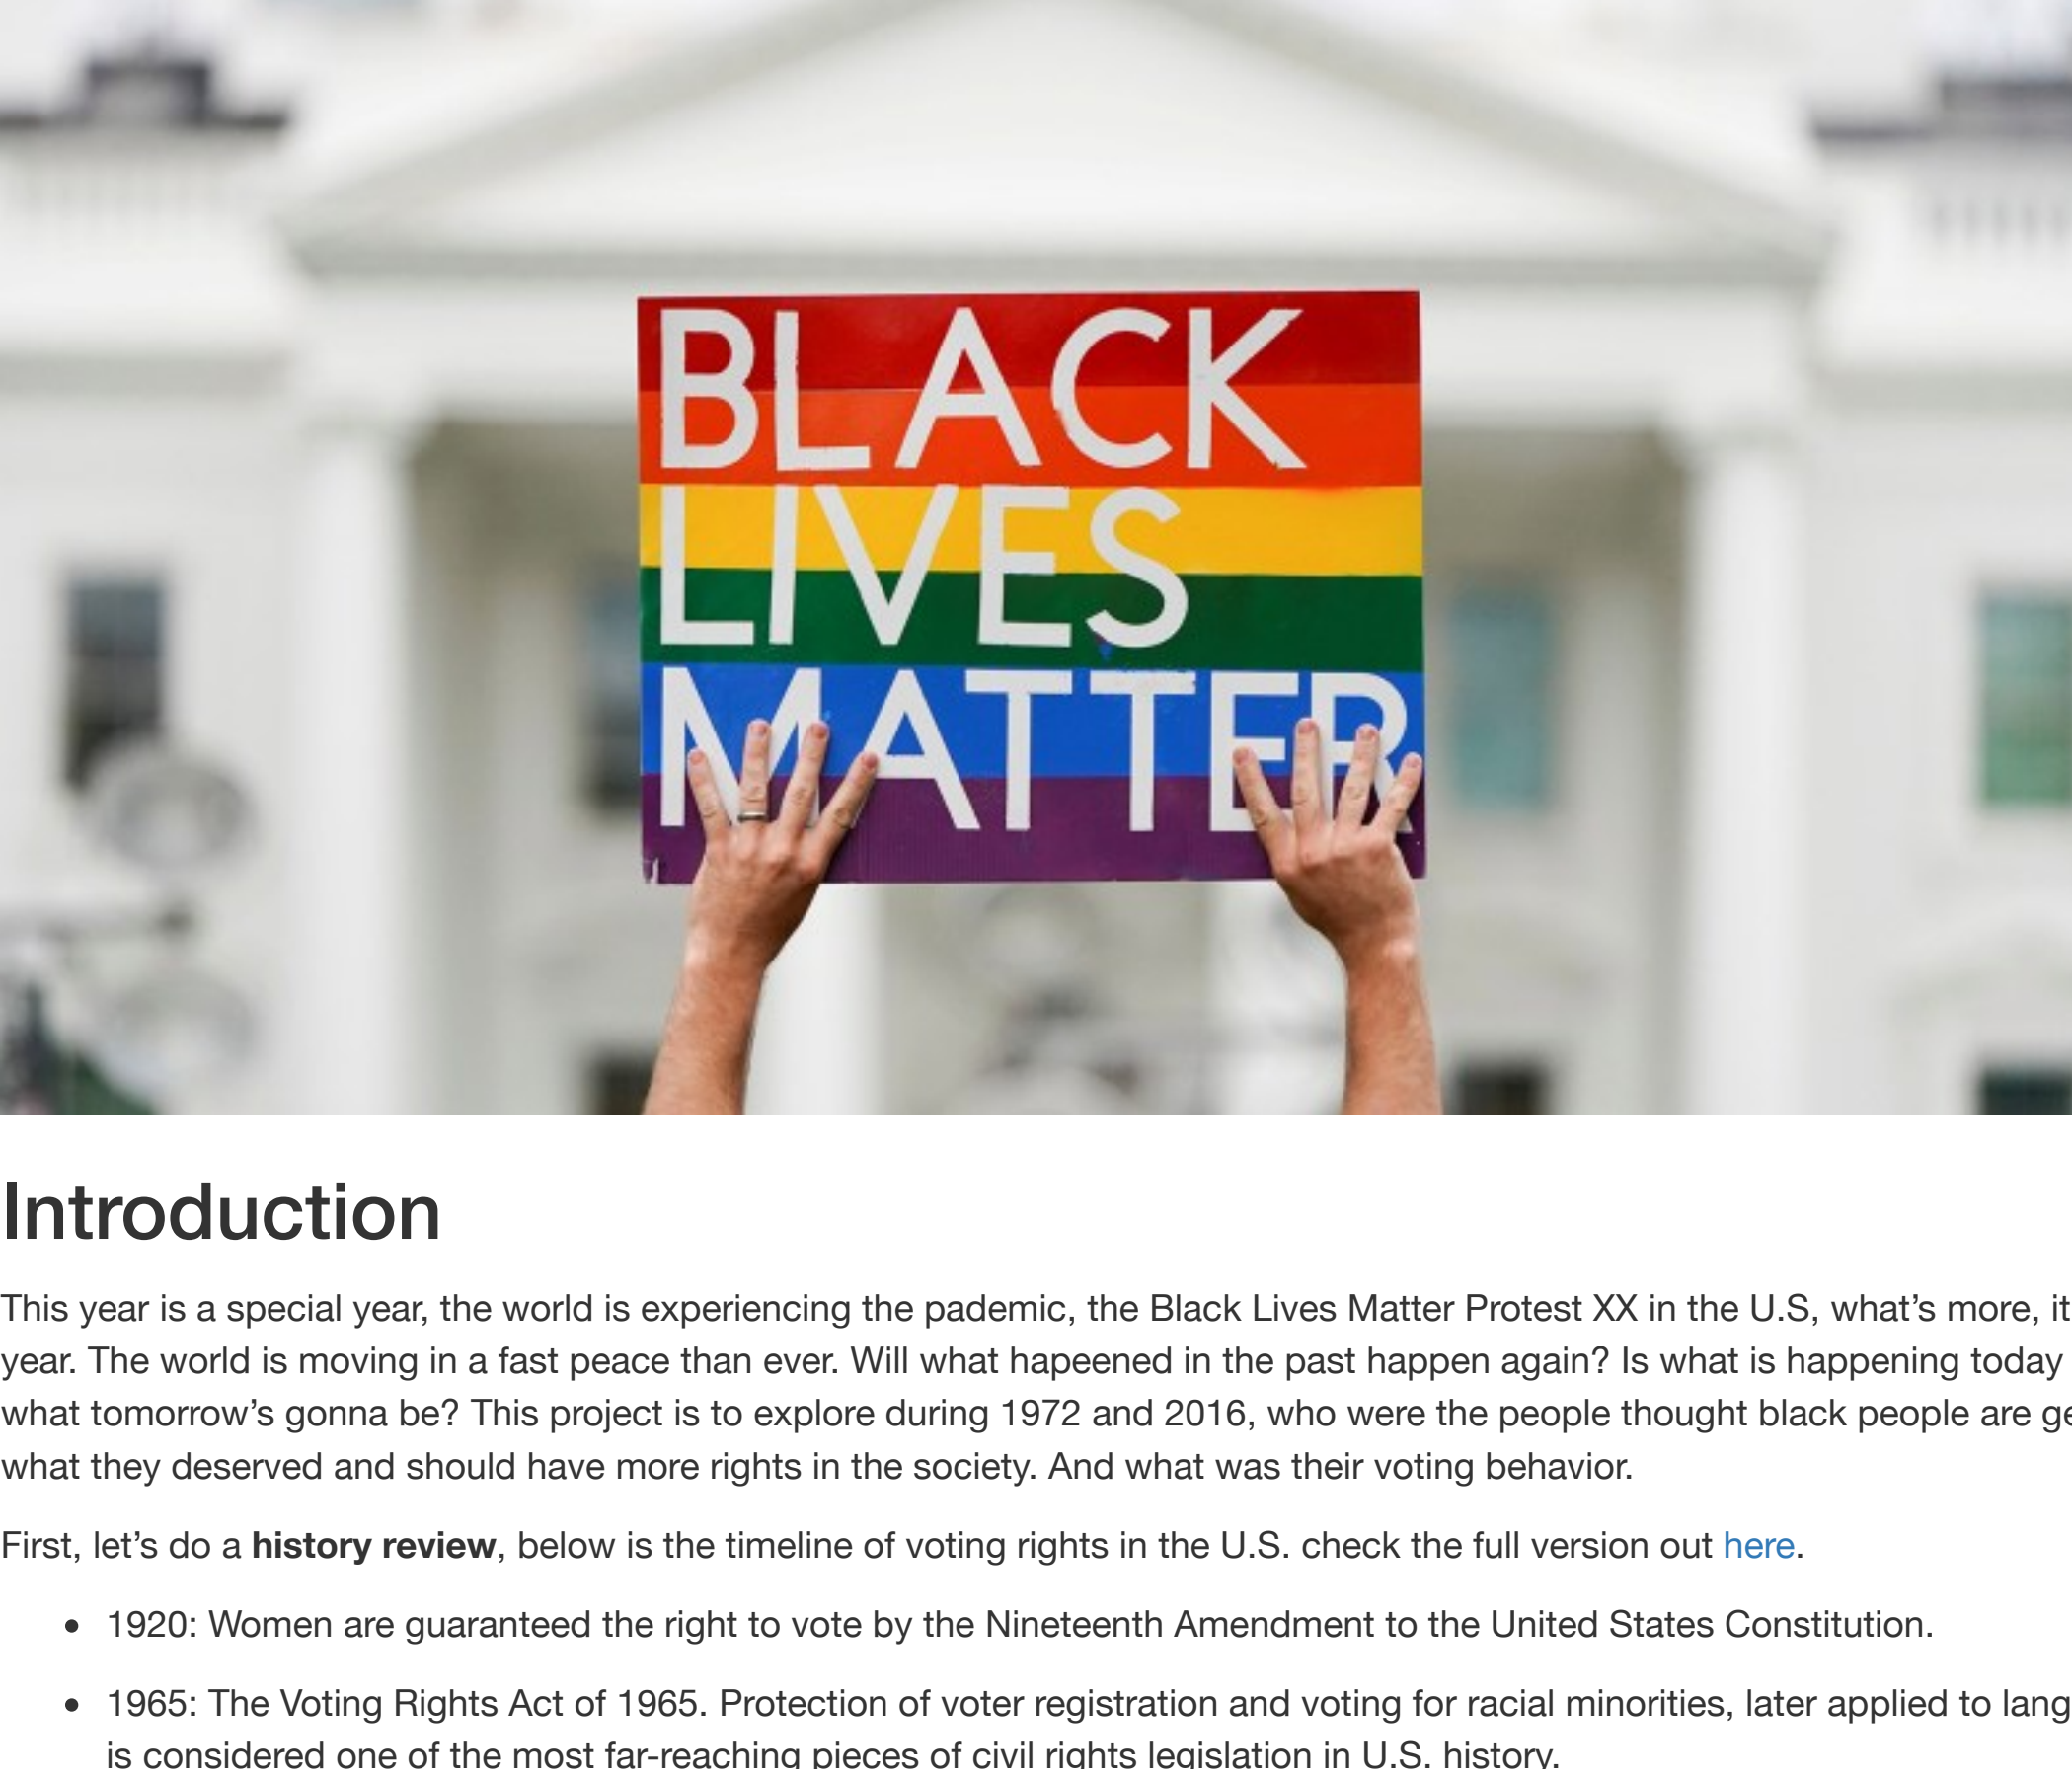 BLACK
LIVES
MATTER
Introduction
This year is a special year, the world is experiencing the pademic, the Black Lives Matter Protest XX in the U.S, what’s more, it
year. The world is moving in a fast peace than ever. Will what hapeened in the past happen again? Is what is happening today
what tomorrow’s gonna be? This project is to explore during 1972 and 2016, who were the people thought black people are ge
what they deserved and should have more rights in the society. And what was their voting behavior.
First, let’s do a history review, below is the timeline of voting rights in the U.S. check the full version out here.
• 1920: Women are guaranteed the right to vote by the Nineteenth Amendment to the United States Constitution.
• 1965: The Voting Rights Act of 1965. Protection of voter registration and voting for racial minorities, later applied to lang
is considered one of the most far-reaching pieces of civil rights legislation in U.S. history.